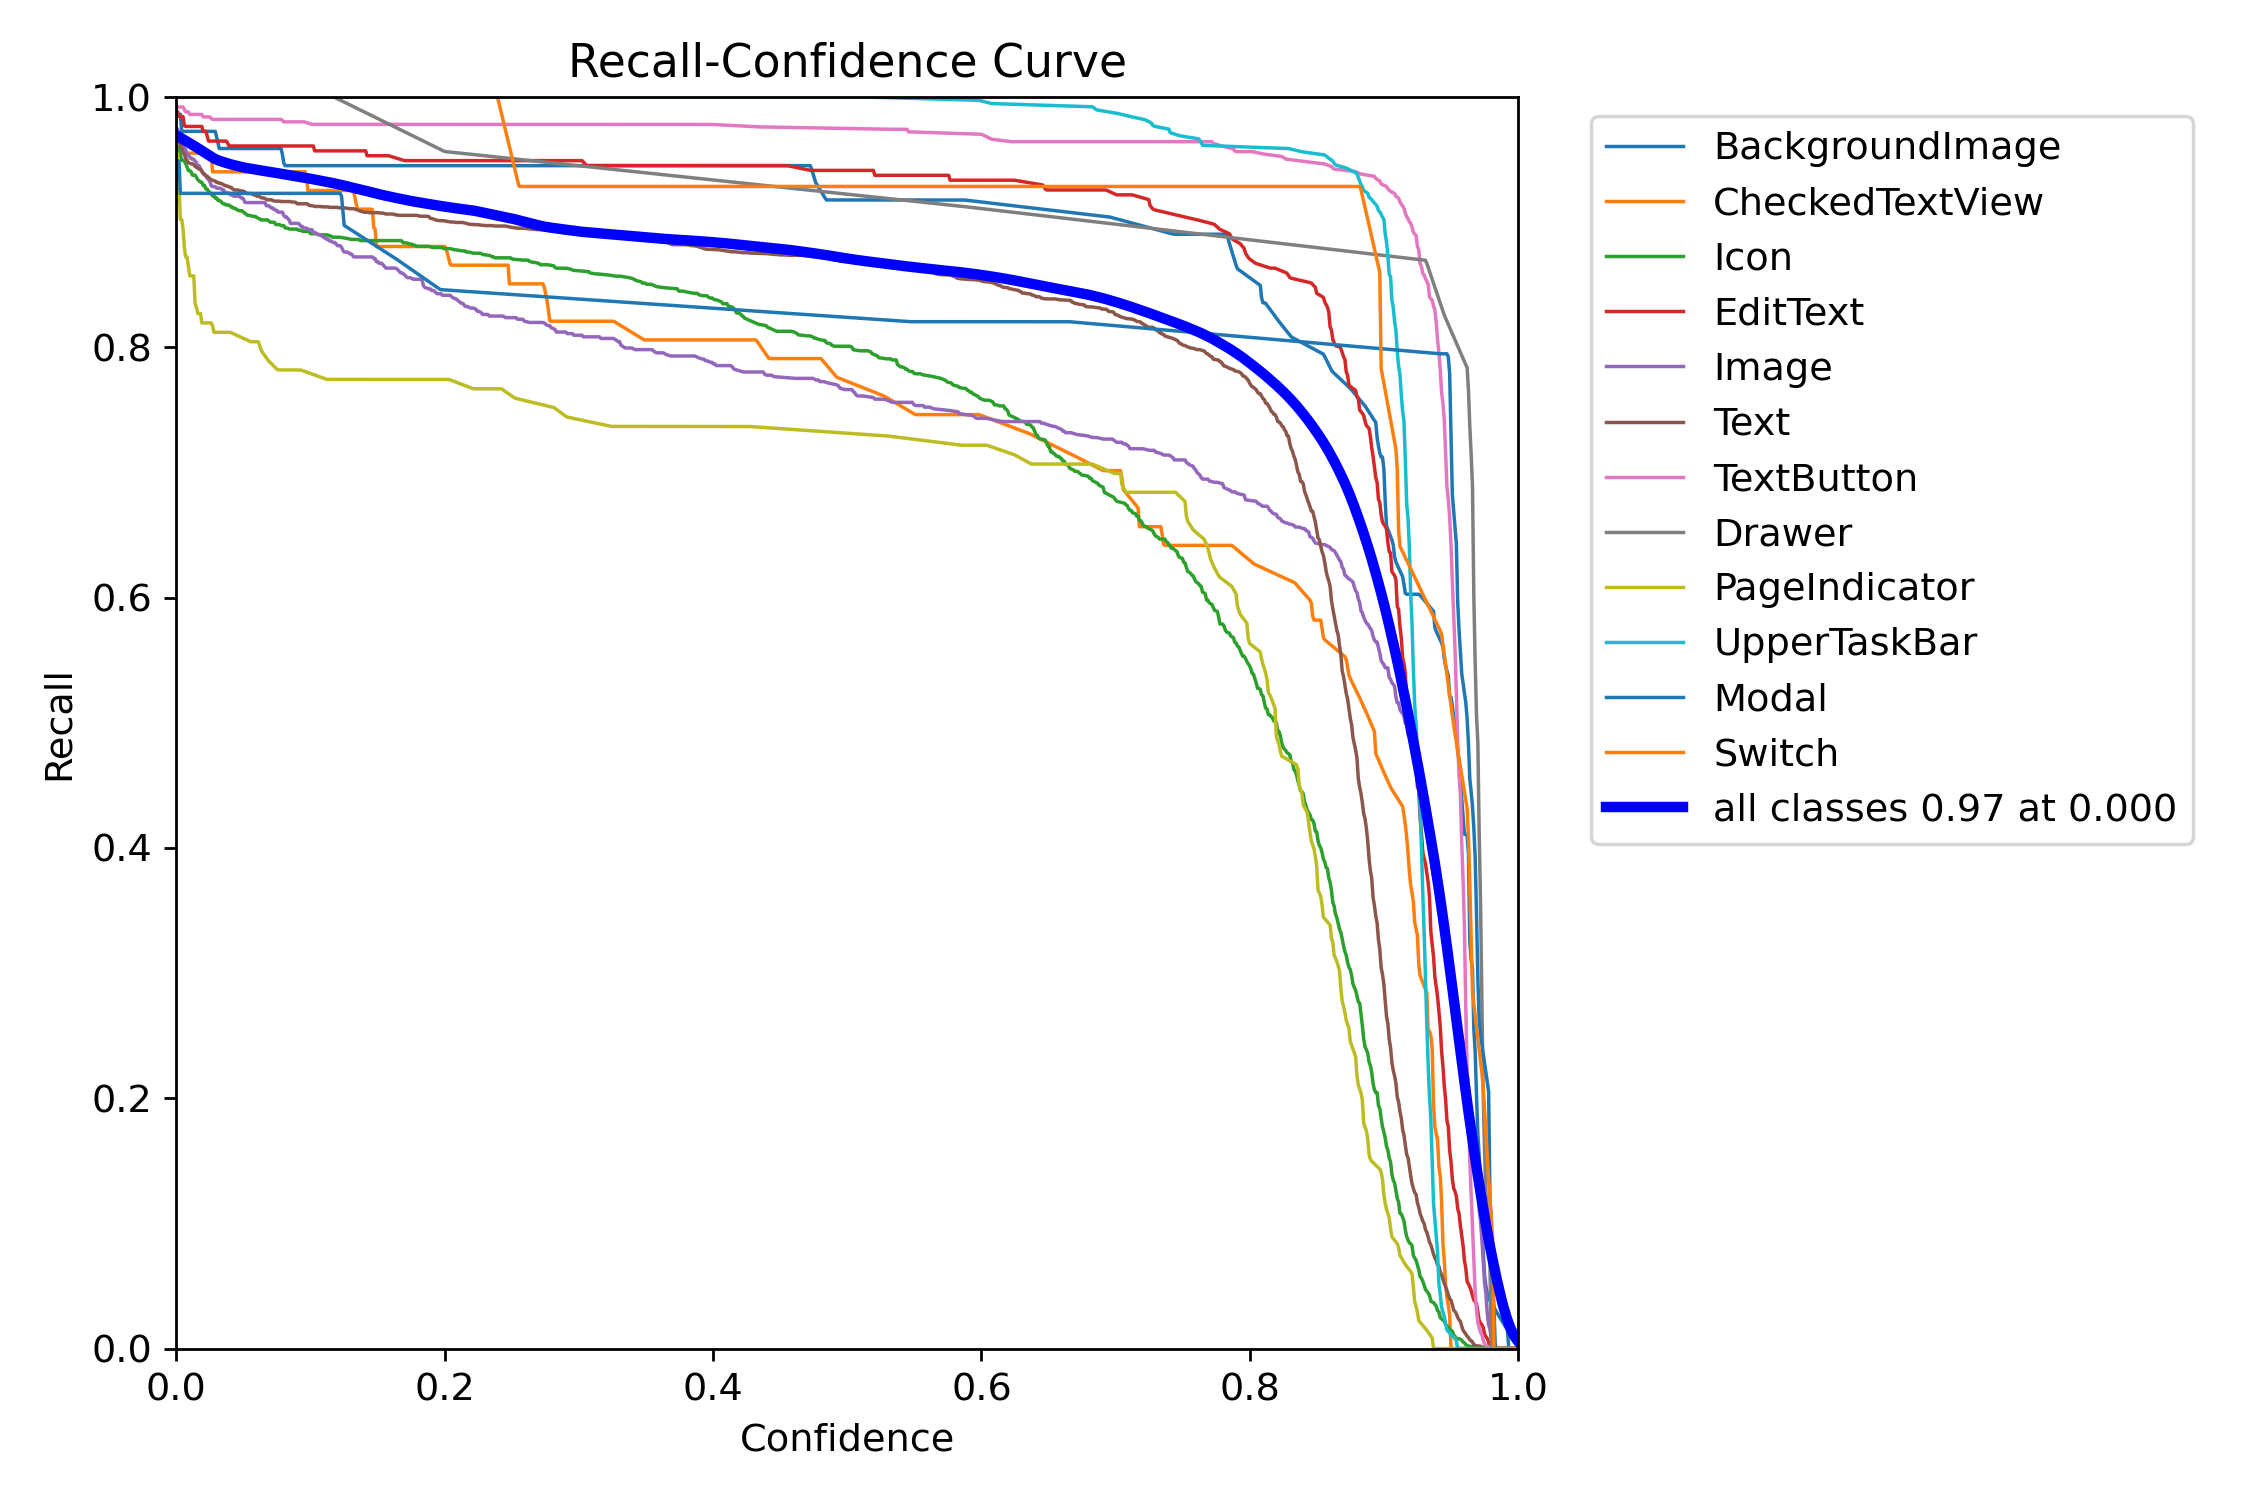 Recall-Confidence Curve
1.0
0.8
0.6
0.4
0.2
0.0
Recall
0.0 0.2 0.4 0.6 0.8 1.0
Confidence
BackgroundImage
CheckedTextView
Icon
EditText
Image
Text
TextButton
Drawer
PageIndicator
UpperTaskBar
Modal
Switch
all classes 0.97 at 0.000